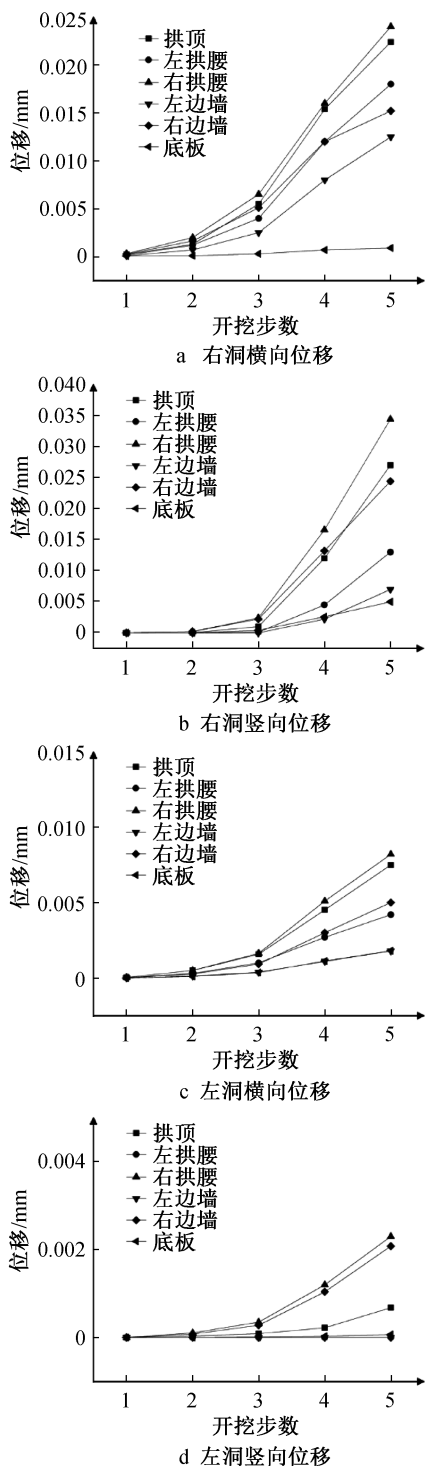 0.025
0.020
0.015
0.010
0.005
0
位移/mm
拱顶
左拱腰
右拱腰
左边墙
右边墙
底板
1 2 3 4 5
开挖步数
a 右洞横向位移
0.040
0.035
0.030
0.025
0.020
0.015
0.010
0.005
0
位移/mm
拱顶
左拱腰
右拱腰
左边墙
右边墙
底板
1 2 3 4 5
开挖步数
b 右洞竖向位移
0.015
0.010
0.005
0
位移/mm
拱顶
左拱腰
右拱腰
左边墙
右边墙
底板
1 2 3 4 5
开挖步数
c 左洞横向位移
0.004
0.002
0
位移/mm
拱顶
左拱腰
右拱腰
左边墙
右边墙
底板
1 2 3 4 5
开挖步数
d 左洞竖向位移